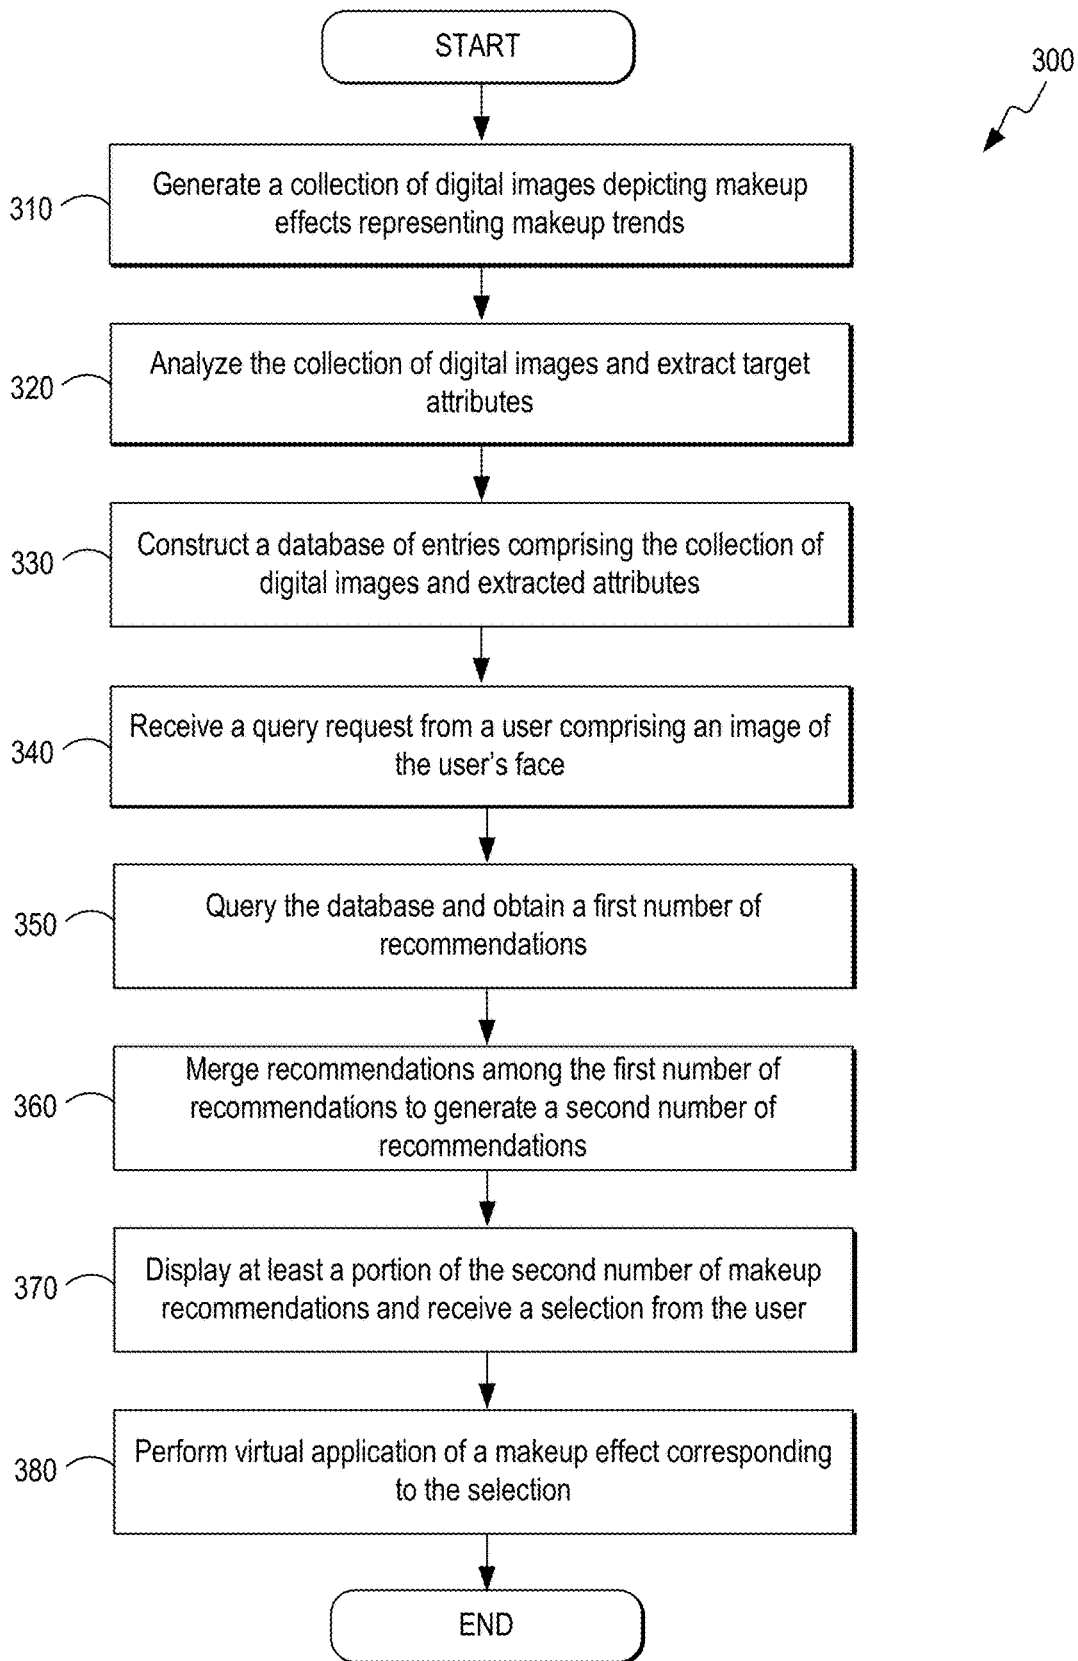 START
300
310
Generate a collection of digital images depicting makeup
effects representing makeup trends
320
Analyze the collection of digital images and extract target
attributes
330
Construct a database of entries comprising the collection of
digital images and extracted attributes
340
Receive a query request from a user comprising an image of
the user's face
350
Query the database and obtain a first number of
recommendations
360
Merge recommendations among the first number of
recommendations to generate a second number of
recommendations
370
Display at least a portion of the second number of makeup
recommendations and receive a selection from the user
380
Perform virtual application of a makeup effect corresponding
to the selection
END